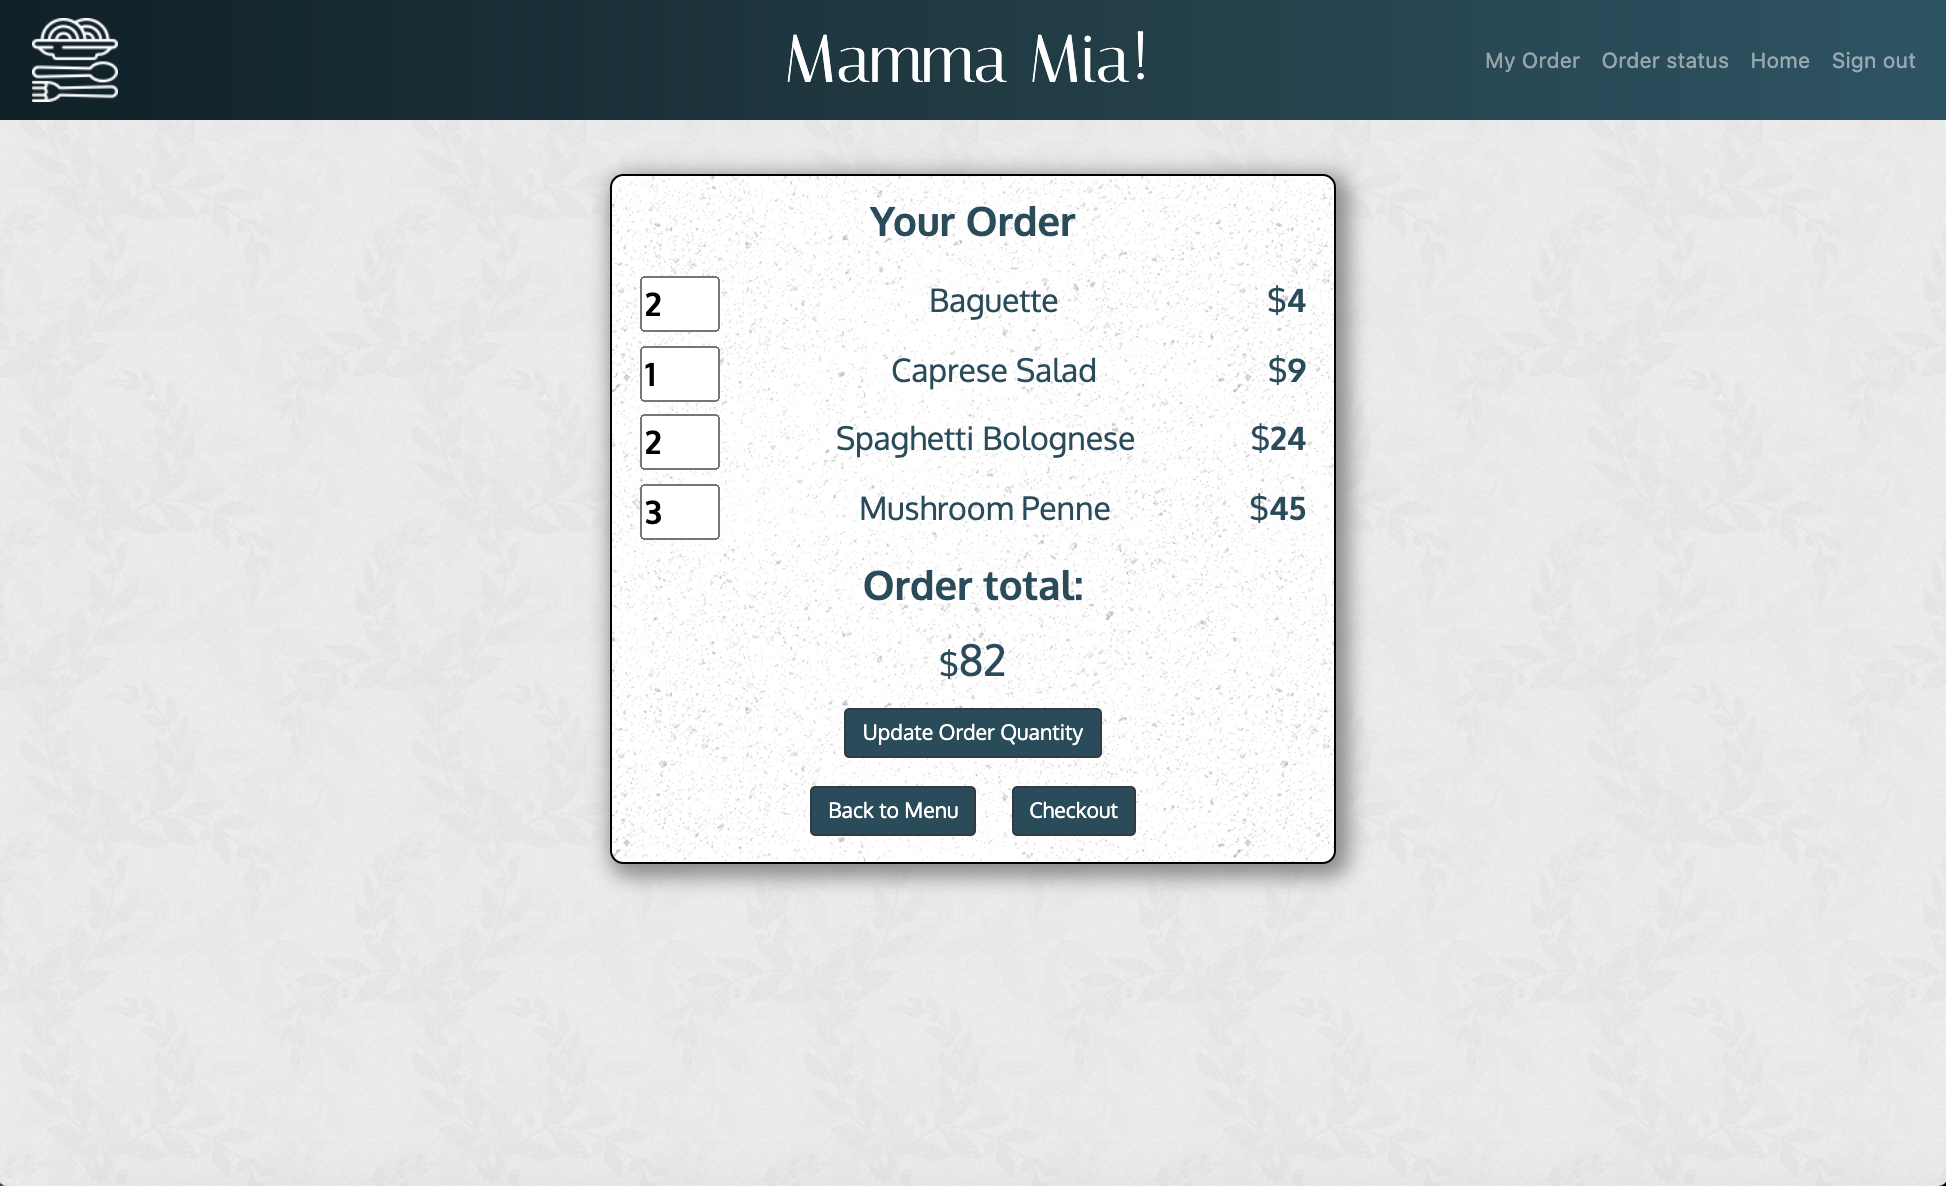 Mamma Mia!
My Order Order status Home Sign out
Your Order
2 Baguette $4
1 Caprese Salad $9
2 Spaghetti Bolognese $24
3 Mushroom Penne $45
Order total:
$82
Update Order Quantity
Back to Menu Checkout